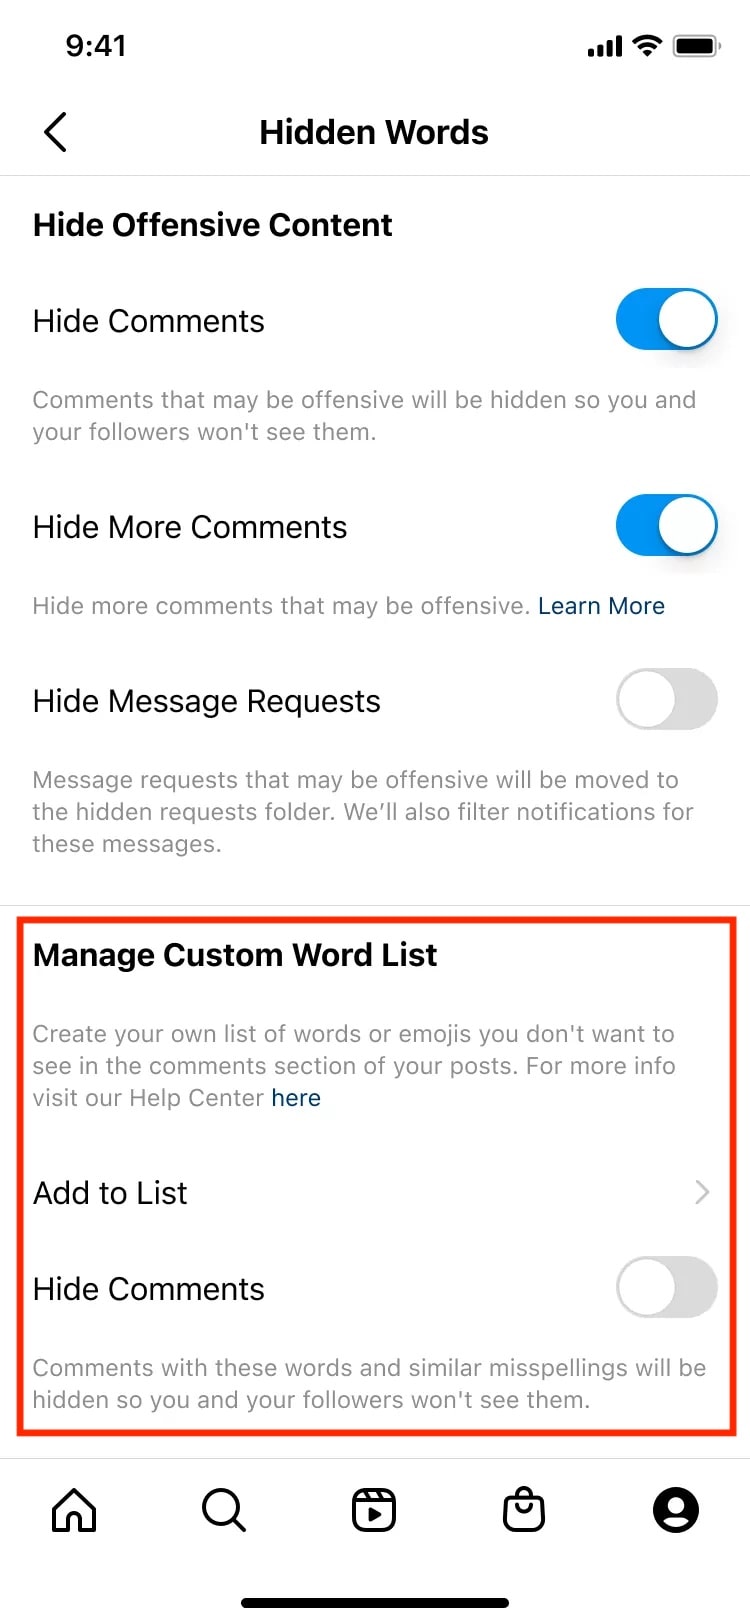 9:41
Hidden Words
Hide Offensive Content
Hide Comments
Comments that may be offensive will be hidden so you and
your followers won't see them.
Hide More Comments
Hide more comments that may be offensive. Learn More
Hide Message Requests
Message requests that may be offensive will be moved to
the hidden requests folder. We’ll also filter notifications for
these messages.
Manage Custom Word List
Create your own list of words or emojis you don't want to
see in the comments section of your posts. For more info
visit our Help Center here
Add to List
Hide Comments
Comments with these words and similar misspellings will be
hidden so you and your followers won't see them.